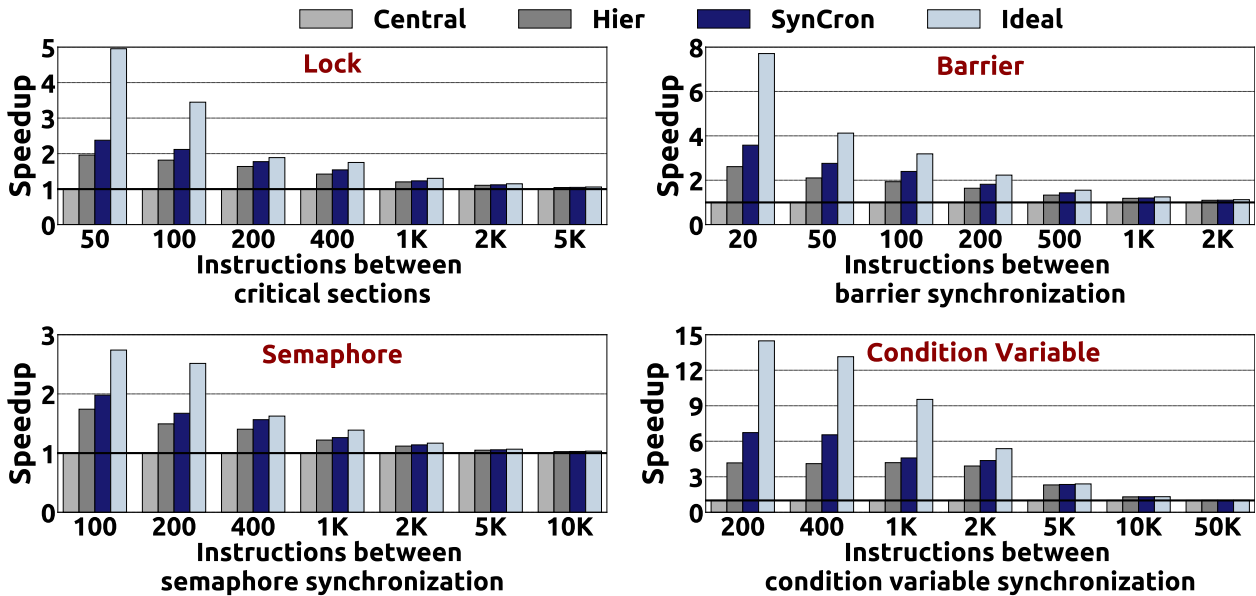 Central Hier SynCron Ideal
Lock
Speedup
5
4
3
2
1
0
50 100 200 400 1K 2K 5K
Instructions between
critical sections
Barrier
Speedup
8
6
4
2
0
20 50 100 200 500 1K 2K
Instructions between
barrier synchronization
Semaphore
Speedup
3
2
1
0
100 200 400 1K 2K 5K 10K
Instructions between
semaphore synchronization
Condition Variable
Speedup
15
12
9
6
3
0
200 400 1K 2K 5K 10K 50K
Instructions between
condition variable synchronization